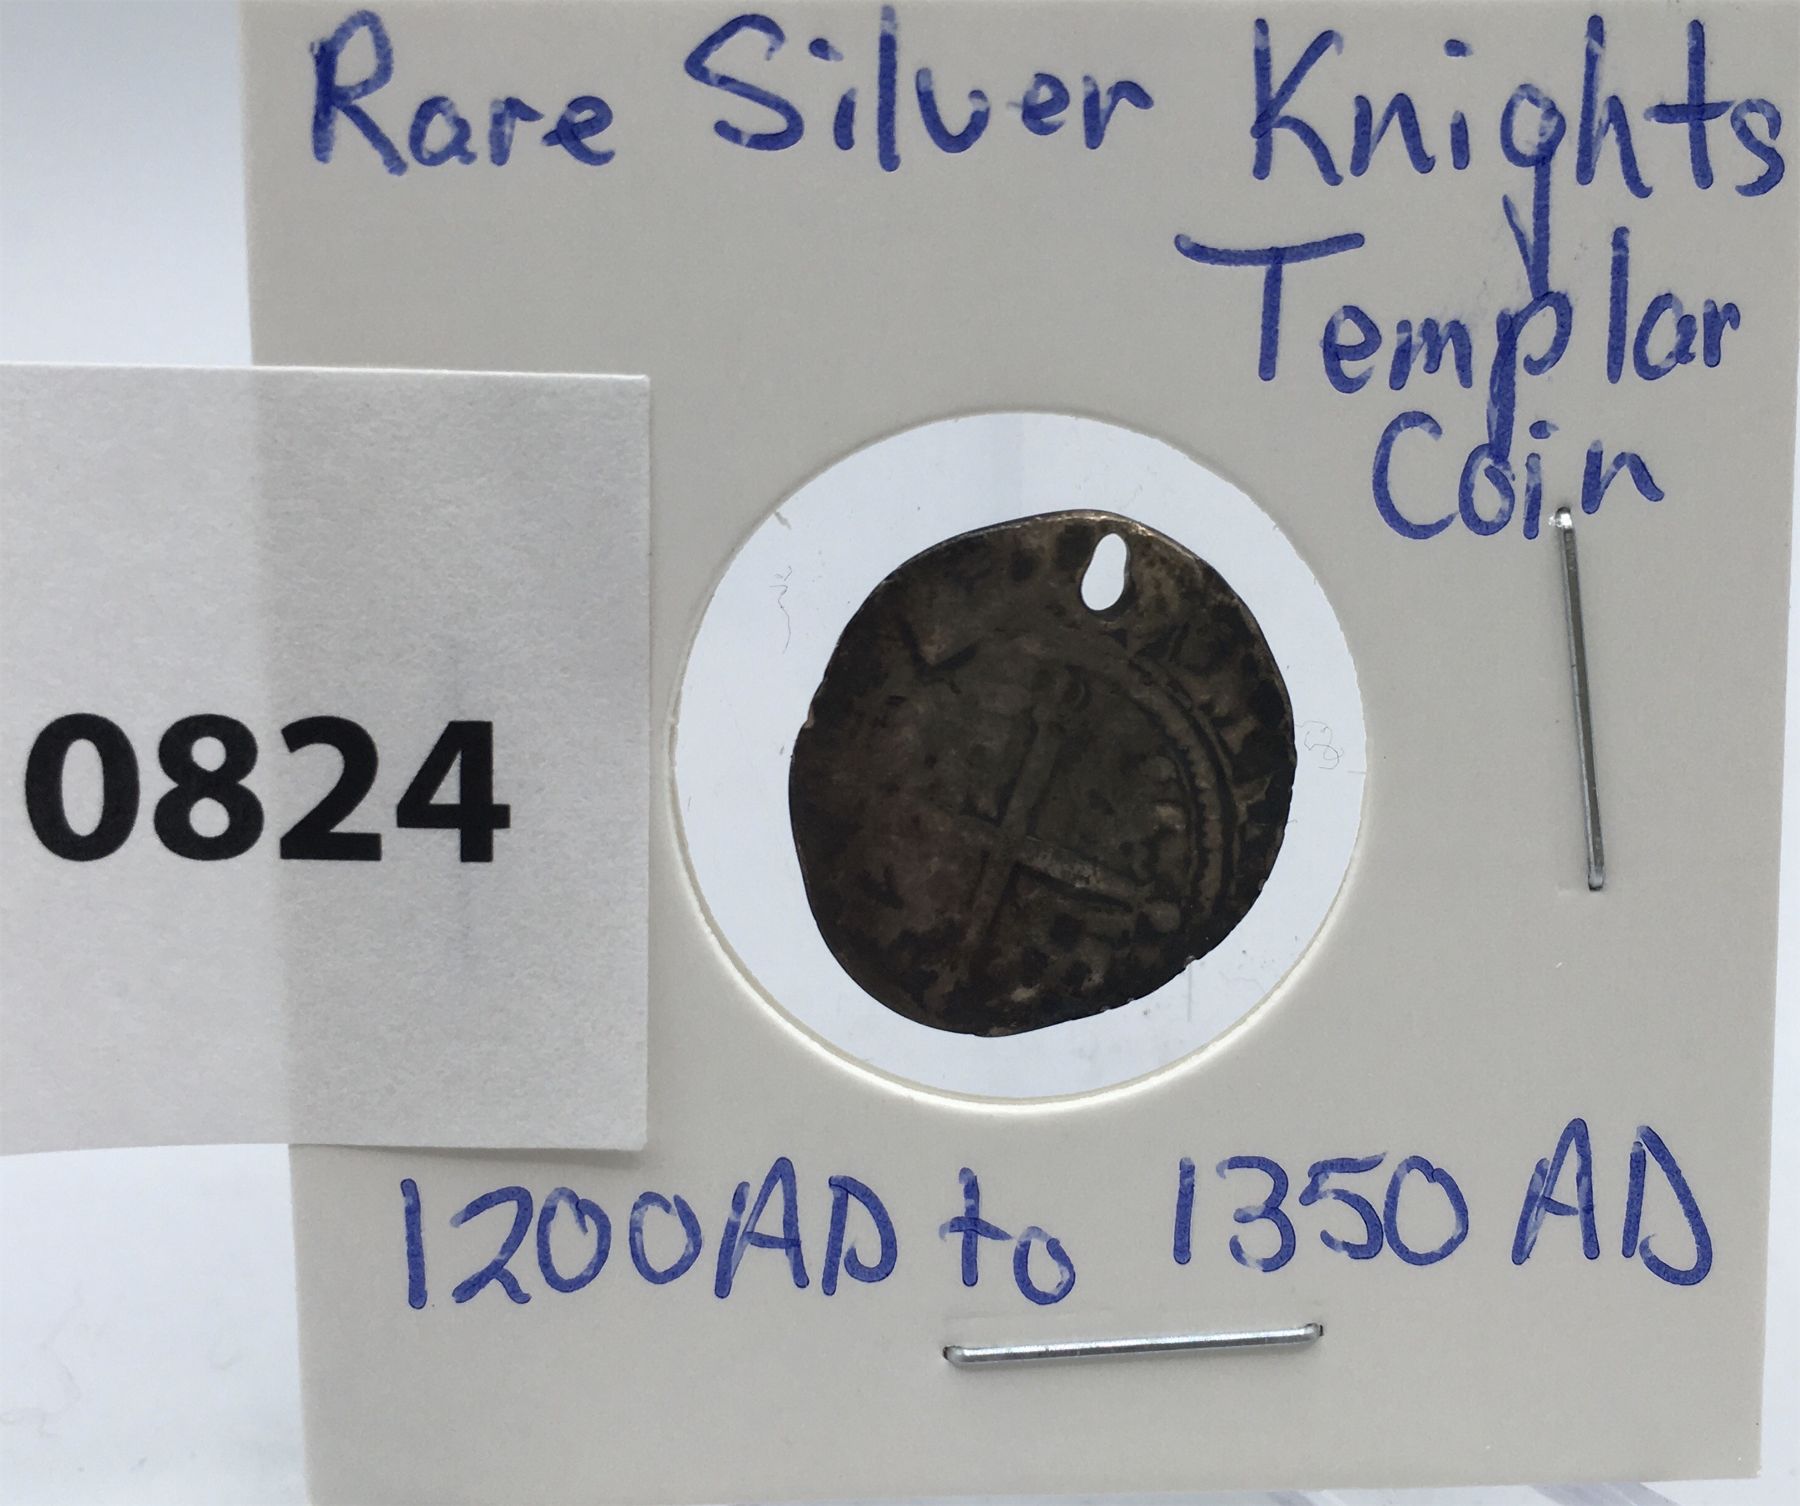 Rare Silver Knights
Templar
Coin
0824
1200AD to 1350 AD